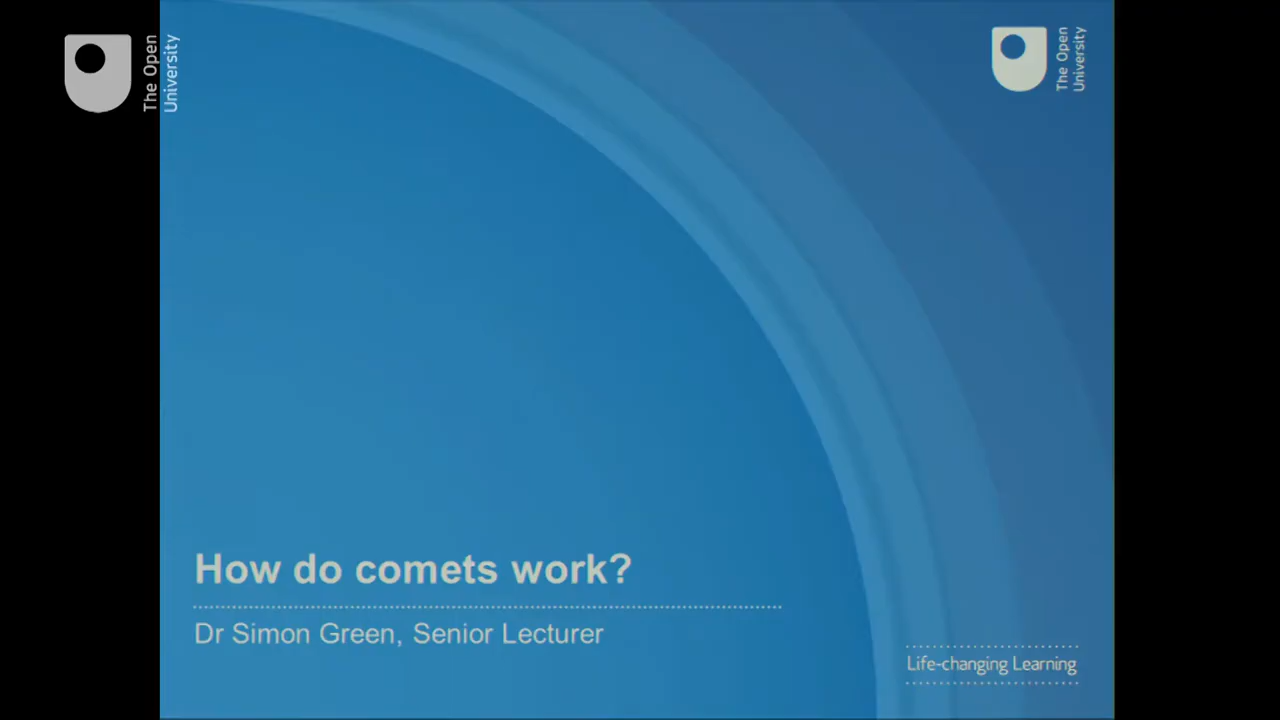 The Open
University
The Open
University
How do comets work?
Dr Simon Green, Senior Lecturer
Life-changing Learning